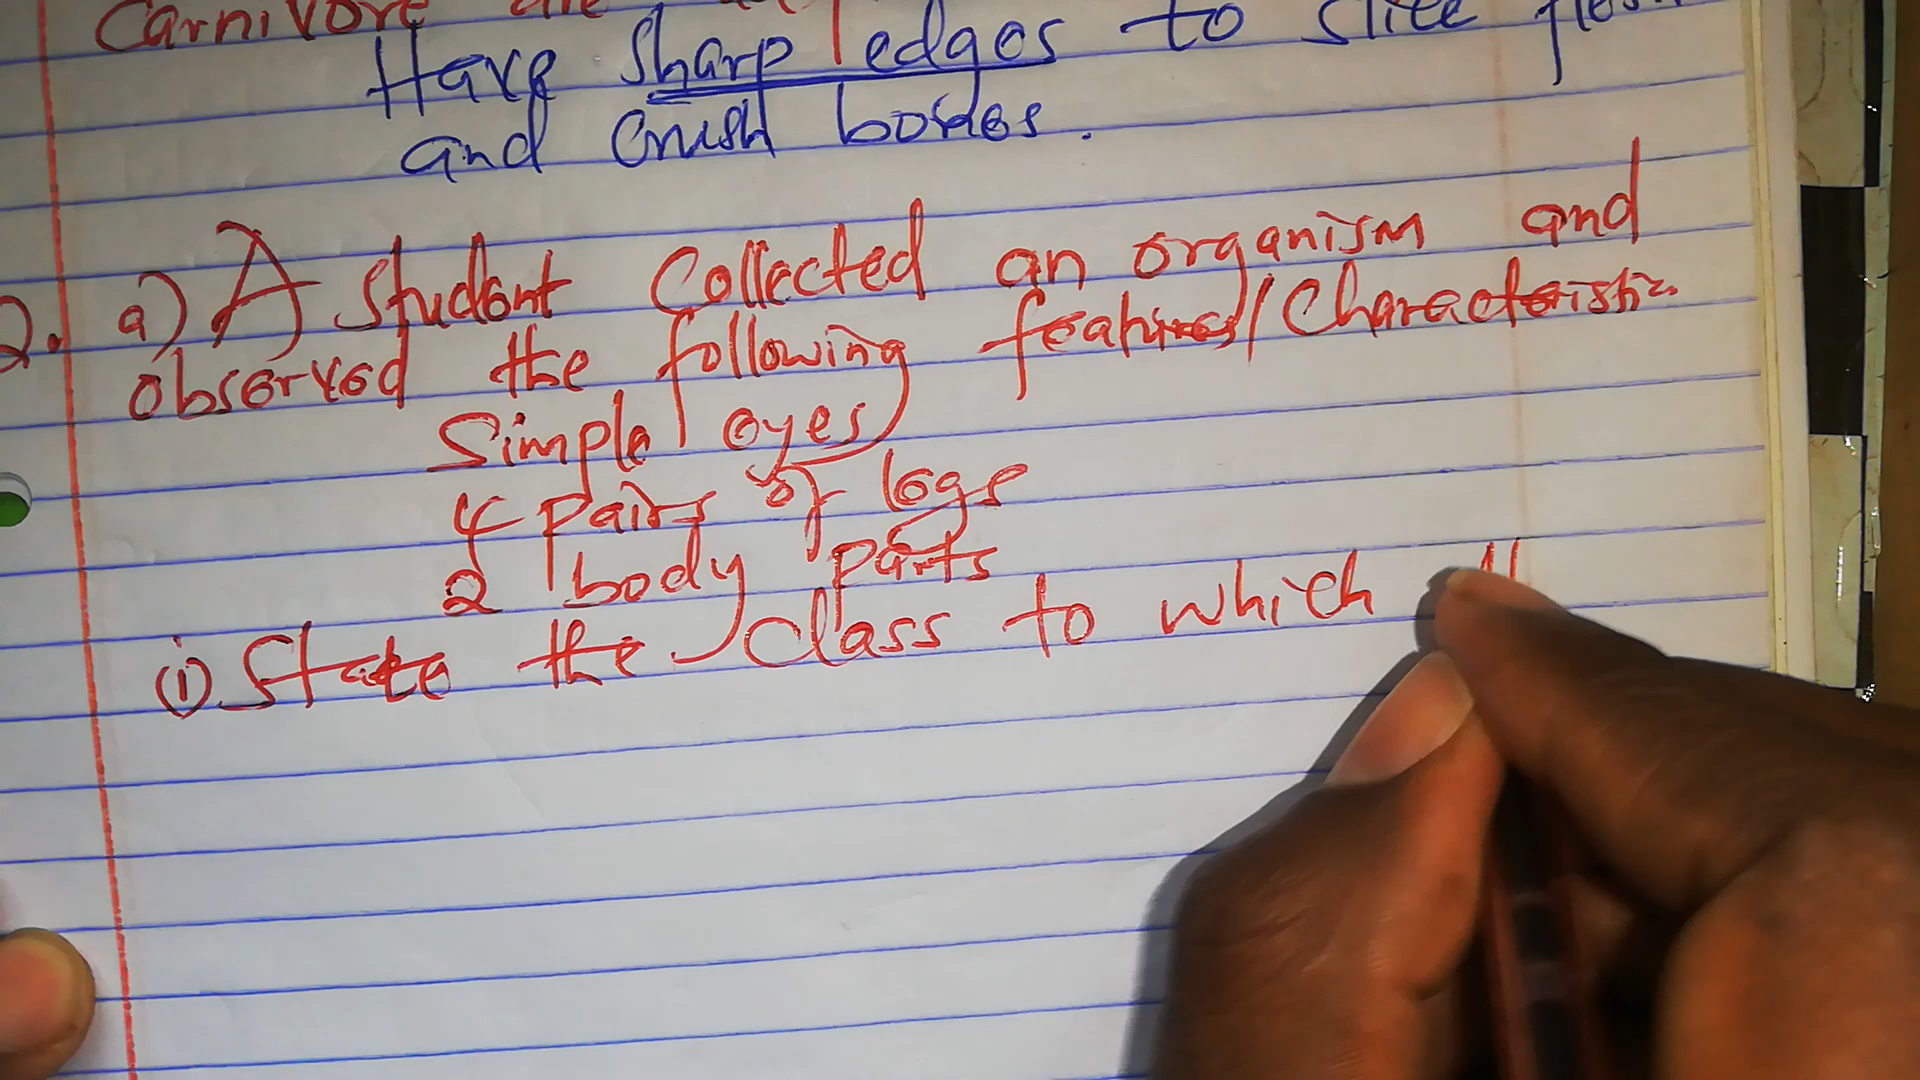 Carnivore
Have sharp edges to slice flesh
and crush bones.
2. a) A student collected an organism and
observed the following features/characteristics
Simple eyes
4 pairs of legs
2 body parts
(i) State the class to which